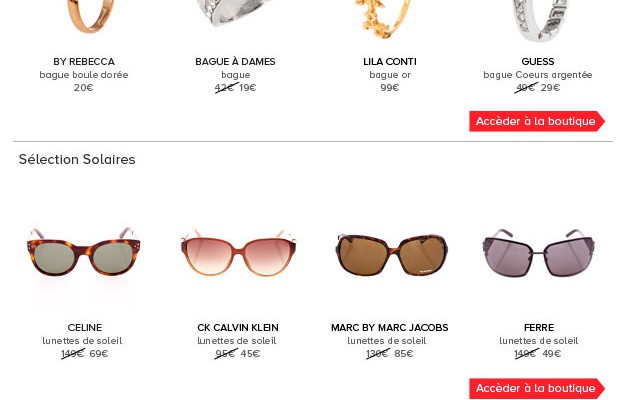 BY REBECCA
bague boule dorée
20€
BAGUE À DAMES
bague
42€ 19€
LILA CONTI
bague or
99€
GUESS
bague Coeurs argentée
49€ 29€
Accèder à la boutique
Sélection Solaires
CELINE
lunettes de soleil
149€ 69€
CK CALVIN KLEIN
lunettes de soleil
95€ 45€
MARC BY MARC JACOBS
lunettes de soleil
130€ 85€
FERRE
lunettes de soleil
149€ 49€
Accèder à la boutique